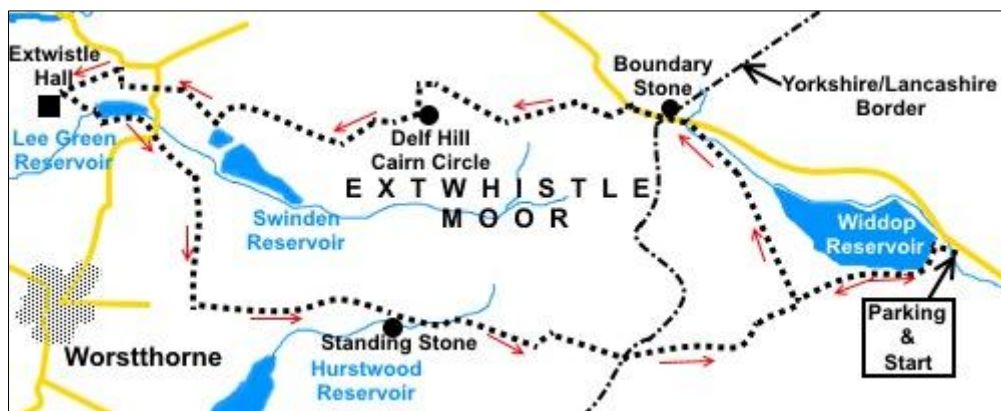 Extwistle
Hall
Lee Green
Reservoir
Swinden
Reservoir
Delf Hill
Cairn Circle
EXTWHISTLE
MOOR
Boundary
Stone
Yorkshire/Lancashire
Border
Widdop
Reservoir
Parking
&
Start
Worstthorne
Standing Stone
Hurstwood
Reservoir